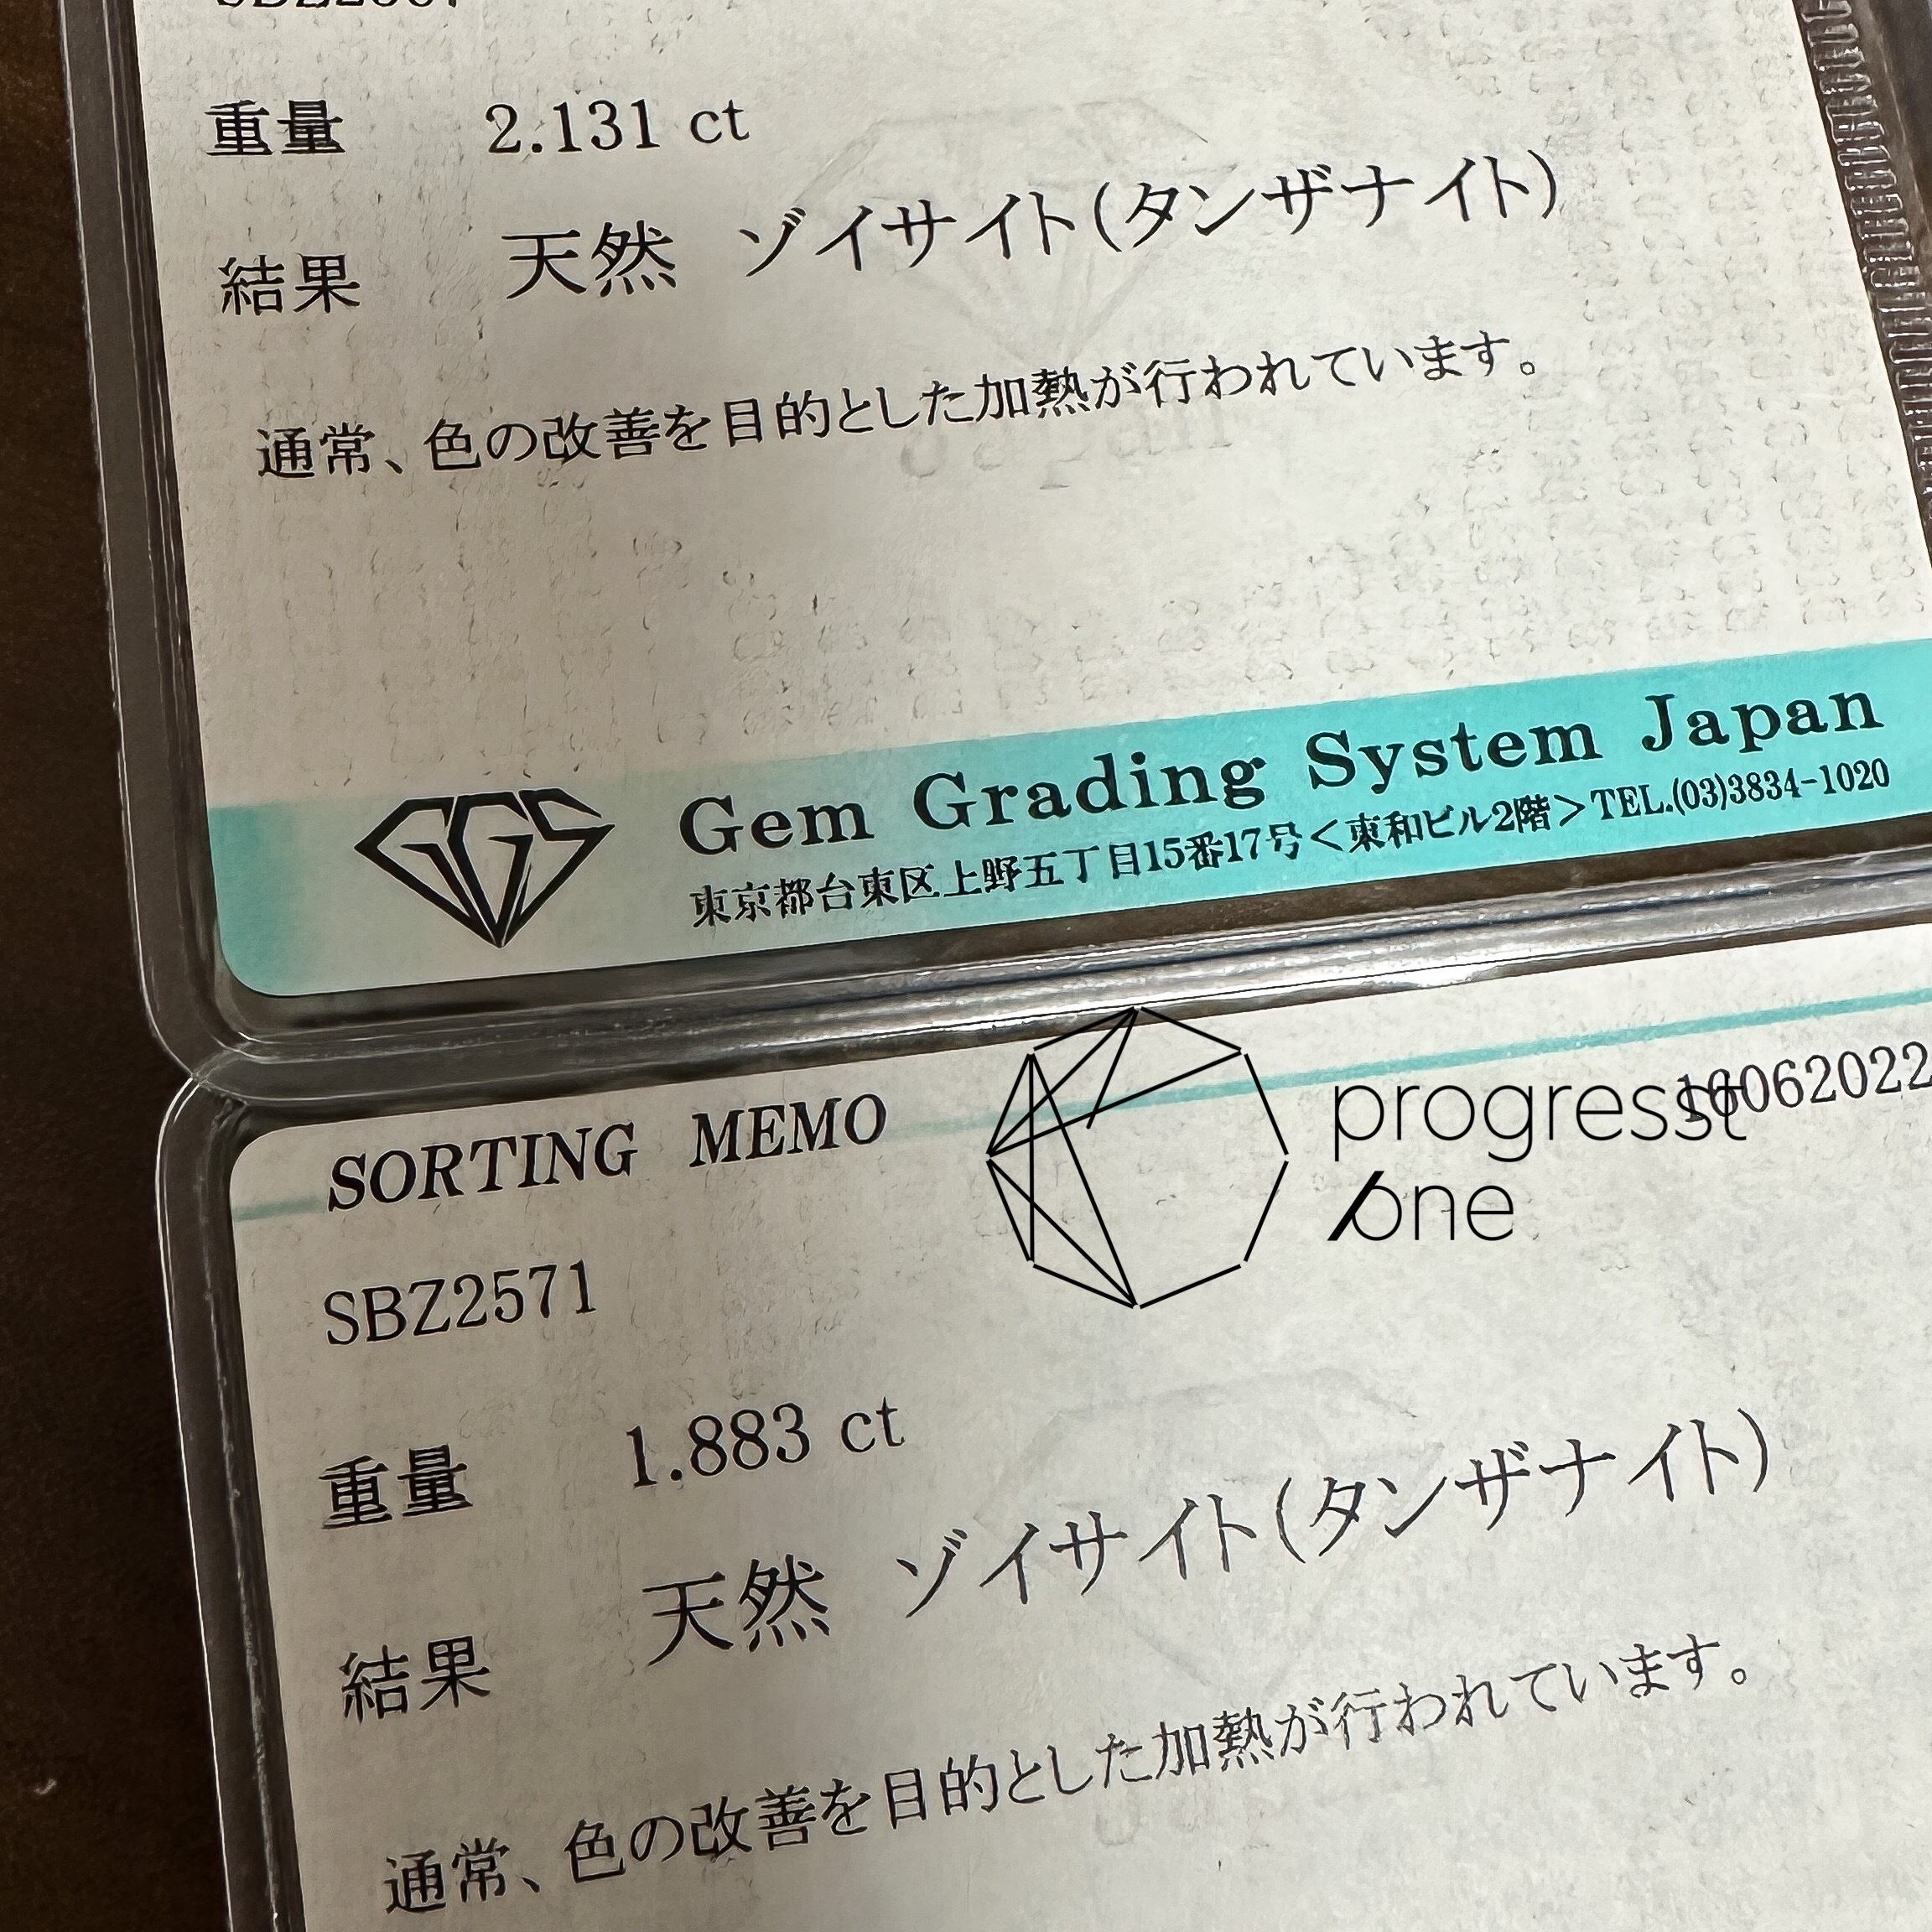 重量 2.131 ct
結果 天然 ゾイサイト(タンザナイト)
通常、色の改善を目的とした加熱が行われています。
GGS
Gem Grading System Japan
東京都台東区上野五丁目15番17号<東和ビル2階>TEL.(03)3834-1020
SORTING MEMO 16062022
progresst
one
SBZ2571
重量 1.883 ct
結果 天然 ゾイサイト(タンザナイト)
通常、色の改善を目的とした加熱が行われています。